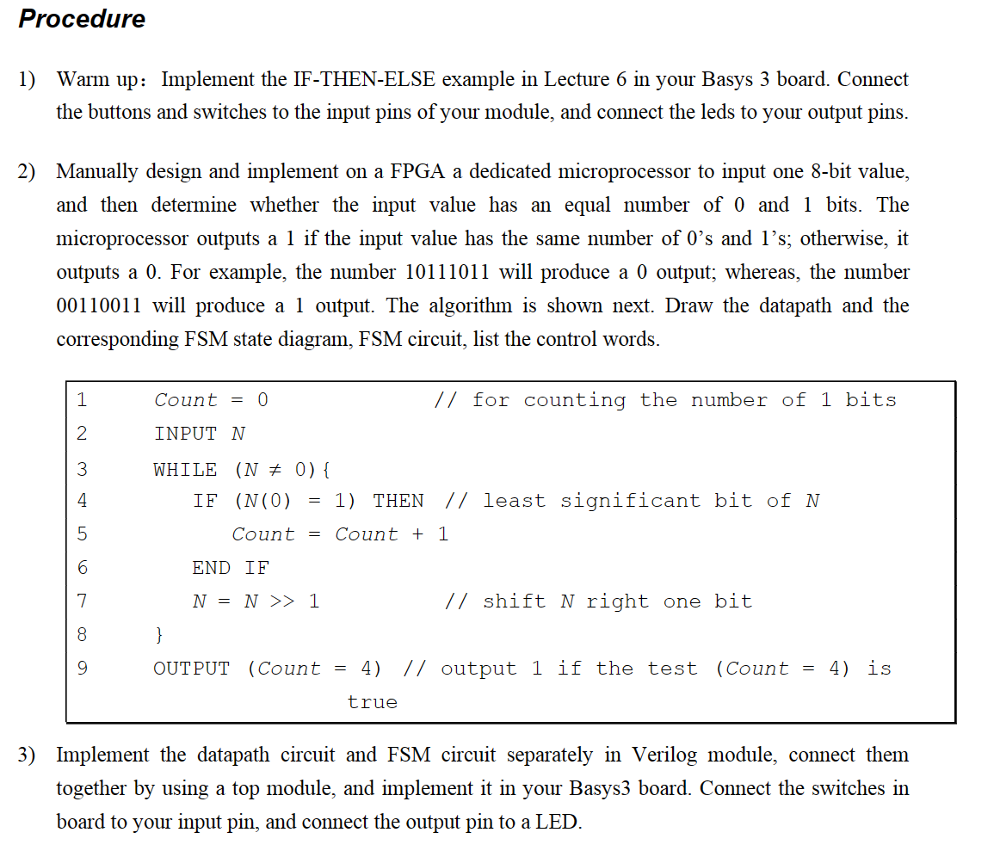 Procedure
1) Warm up：Implement the IF-THEN-ELSE example in Lecture 6 in your Basys 3 board. Connect
the buttons and switches to the input pins of your module, and connect the leds to your output pins.
2) Manually design and implement on a FPGA a dedicated microprocessor to input one 8-bit value,
and then determine whether the input value has an equal number of 0 and 1 bits. The
microprocessor outputs a 1 if the input value has the same number of 0’s and 1’s; otherwise, it
outputs a 0. For example, the number 10111011 will produce a 0 output; whereas, the number
00110011 will produce a 1 output. The algorithm is shown next. Draw the datapath and the
corresponding FSM state diagram, FSM circuit, list the control words.
1 Count = 0 // for counting the number of 1 bits
2 INPUT N
3 WHILE (N ≠ 0){
4 IF (N(0) = 1) THEN // least significant bit of N
5 Count = Count + 1
6 END IF
7 N = N >> 1 // shift N right one bit
8 }
9 OUTPUT (Count = 4) // output 1 if the test (Count = 4) is
true
3) Implement the datapath circuit and FSM circuit separately in Verilog module, connect them
together by using a top module, and implement it in your Basys3 board. Connect the switches in
board to your input pin, and connect the output pin to a LED.